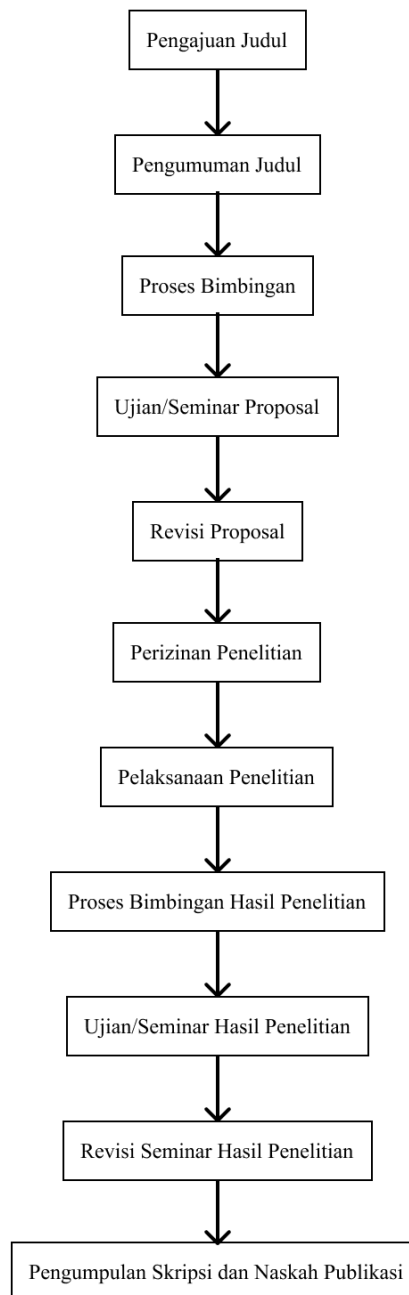 Pengajuan Judul
Pengumuman Judul
Proses Bimbingan
Ujian/Seminar Proposal
Revisi Proposal
Perizinan Penelitian
Pelaksanaan Penelitian
Proses Bimbingan Hasil Penelitian
Ujian/Seminar Hasil Penelitian
Revisi Seminar Hasil Penelitian
Pengumpulan Skripsi dan Naskah Publikasi